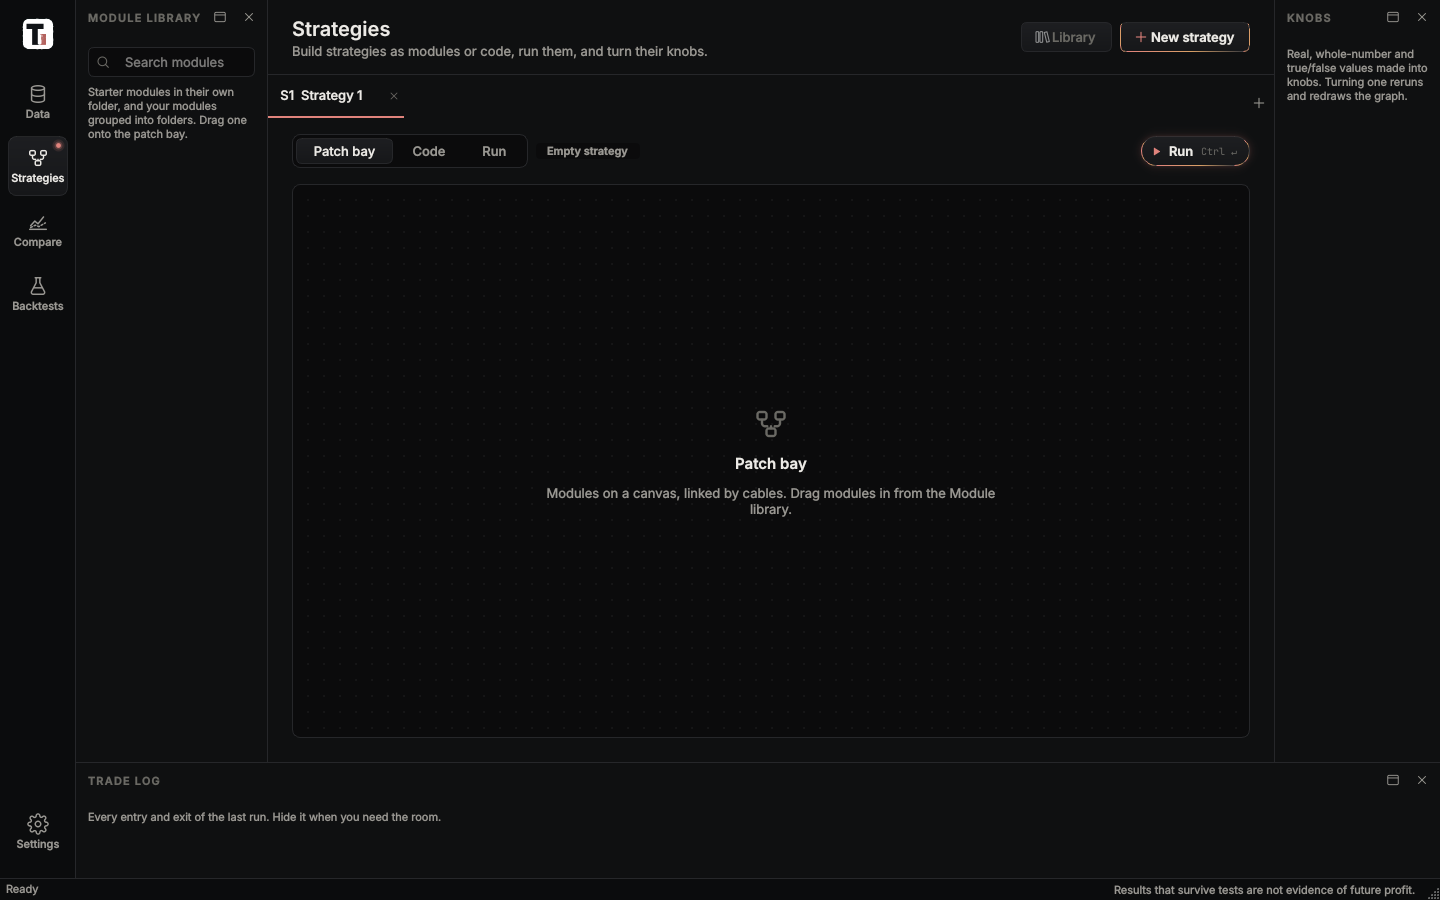 Ti
Data
Strategies
Compare
Backtests
Settings
MODULE LIBRARY
Search modules
Starter modules in their own
folder, and your modules
grouped into folders. Drag one
onto the patch bay.
Strategies
Build strategies as modules or code, run them, and turn their knobs.
Library
New strategy
S1 Strategy 1
Patch bay
Code
Run
Empty strategy
Run Ctrl ↵
Patch bay
Modules on a canvas, linked by cables. Drag modules in from the Module
library.
KNOBS
Real, whole-number and
true/false values made into
knobs. Turning one reruns
and redraws the graph.
TRADE LOG
Every entry and exit of the last run. Hide it when you need the room.
Ready
Results that survive tests are not evidence of future profit.